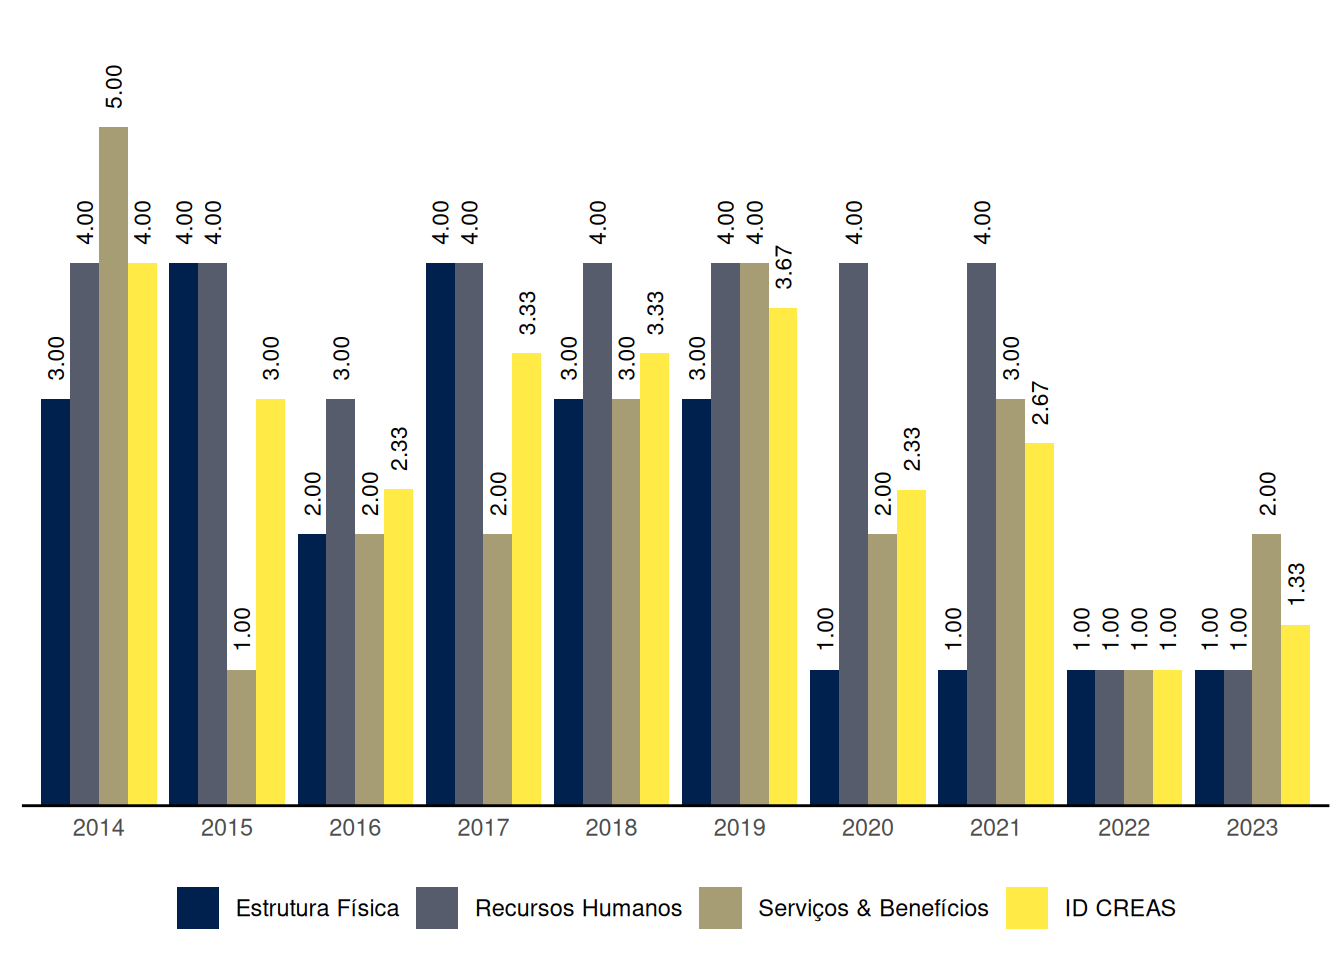 5.00
4.00 4.00 4.00 4.00 4.00 4.00 4.00 4.00 4.00 4.00 4.00
3.67
3.33 3.33
3.00 3.00 3.00 3.00 3.00 3.00 3.00
2.67
2.33 2.33
2.00 2.00 2.00 2.00 2.00
1.33
1.00 1.00 1.00 1.00 1.00 1.00 1.00 1.00 1.00
2014 2015 2016 2017 2018 2019 2020 2021 2022 2023
Estrutura Física Recursos Humanos Serviços & Benefícios ID CREAS